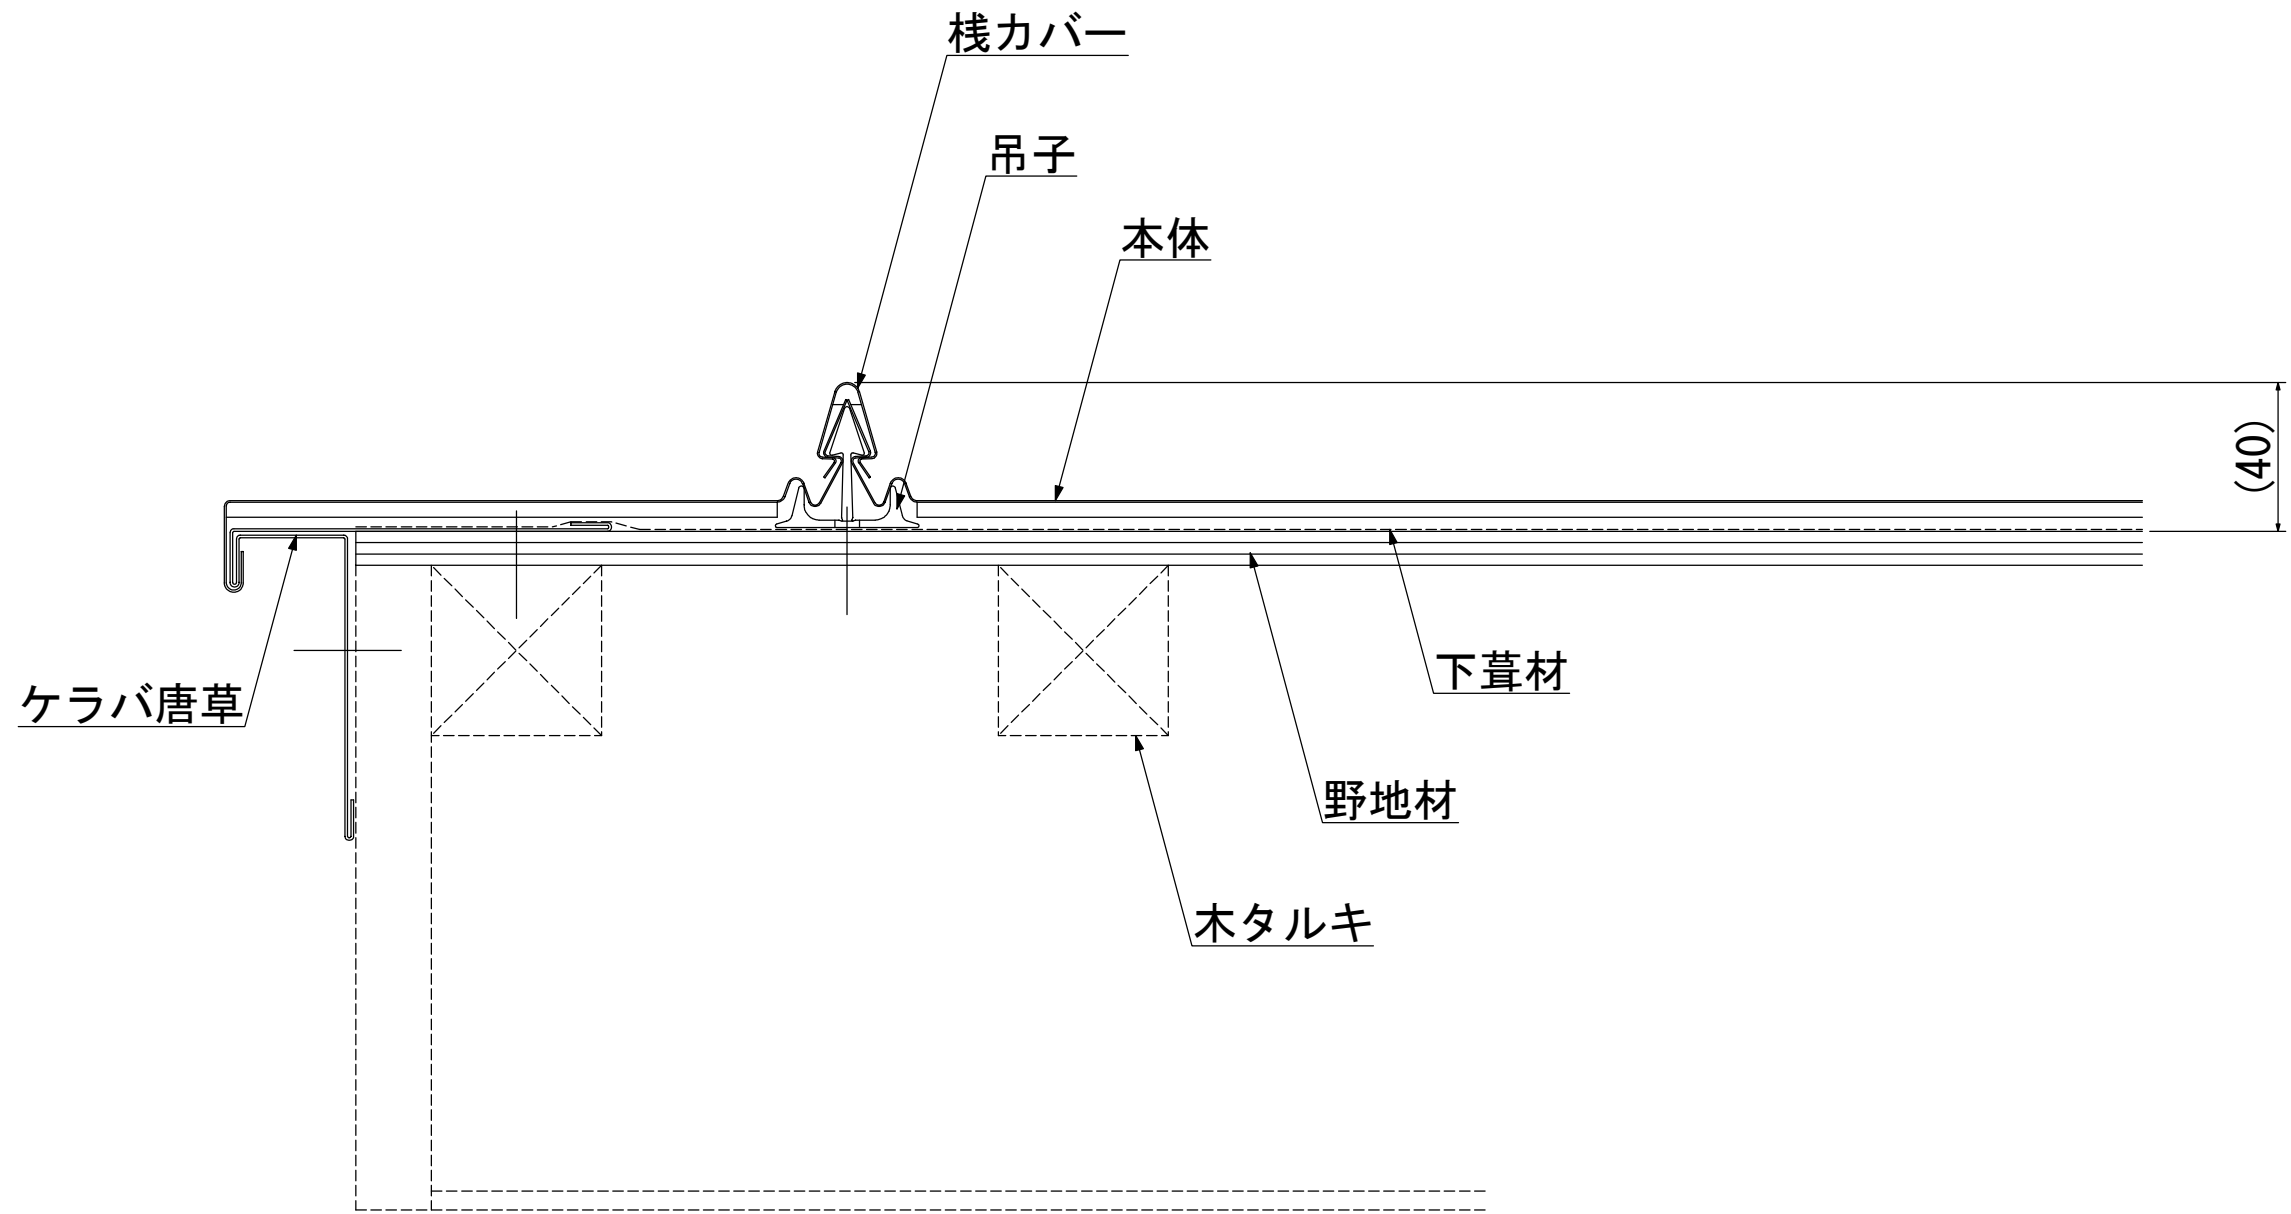 桟カバー
吊子
本体
(40)
下葺材
ケラバ唐草
野地材
木タルキ